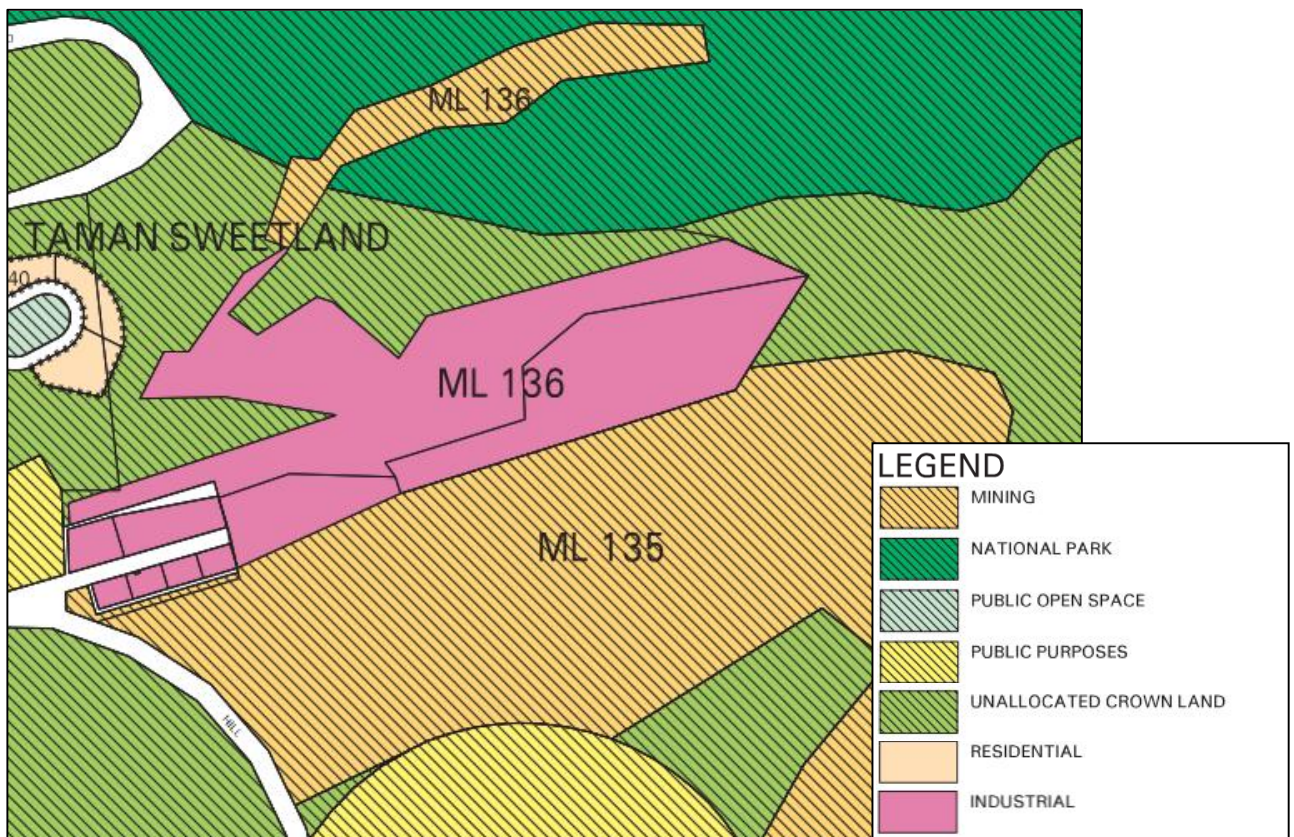 ML 136
TAMAN SWEETLAND
40
ML 136
ML 135
HILL
LEGEND
MINING
NATIONAL PARK
PUBLIC OPEN SPACE
PUBLIC PURPOSES
UNALLOCATED CROWN LAND
RESIDENTIAL
INDUSTRIAL